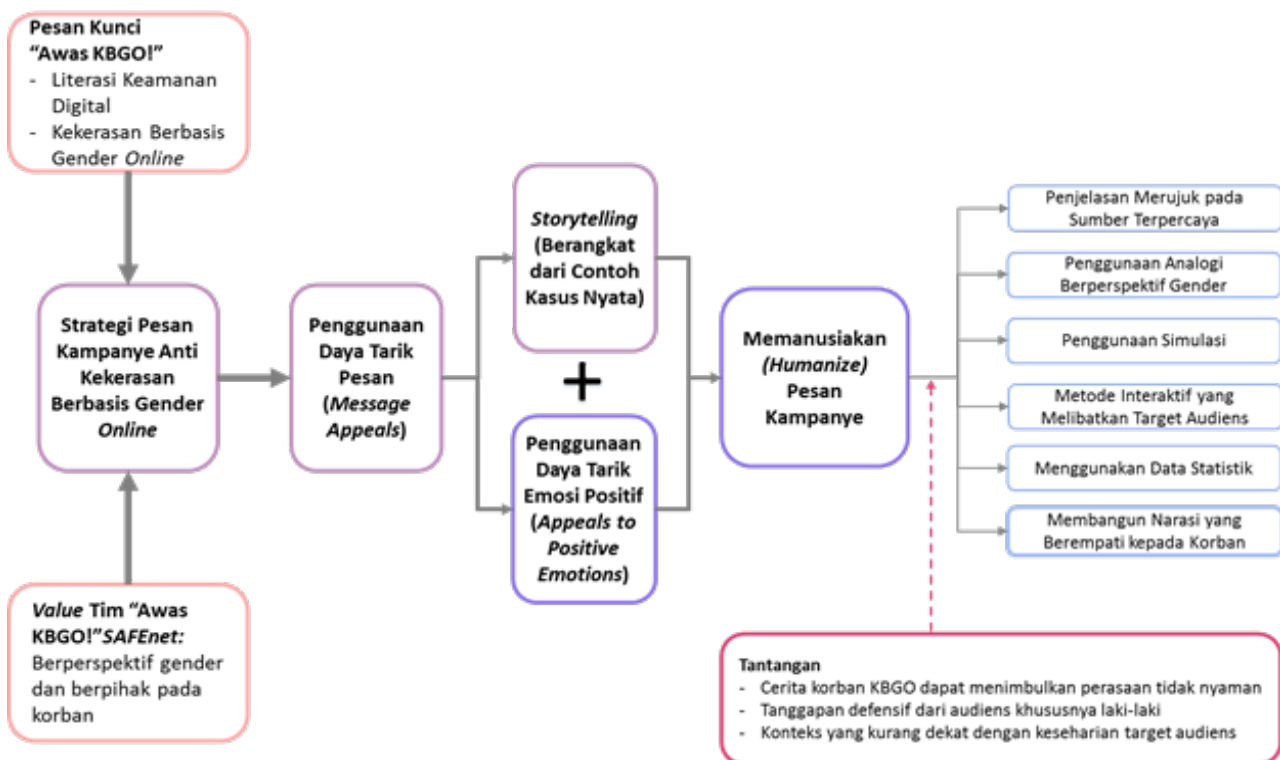 Pesan Kunci
“Awas KBGO!”
- Literasi Keamanan
Digital
- Kekerasan Berbasis
Gender Online
Strategi Pesan
Kampanye Anti
Kekerasan
Berbasis Gender
Online
Value Tim “Awas
KBGO!”SAFEnet:
Berperspektif gender
dan berpihak pada
korban
Penggunaan
Daya Tarik
Pesan
(Message
Appeals)
Storytelling
(Berangkat
dari Contoh
Kasus Nyata)
+
Penggunaan
Daya Tarik
Emosi Positif
(Appeals to
Positive
Emotions)
Memanusiakan
(Humanize)
Pesan
Kampanye
Penjelasan Merujuk pada
Sumber Terpercaya
Penggunaan Analogi
Berperspektif Gender
Penggunaan Simulasi
Metode Interaktif yang
Melibatkan Target Audiens
Menggunakan Data Statistik
Membangun Narasi yang
Berempati kepada Korban
Tantangan
- Cerita korban KBGO dapat menimbulkan perasaan tidak nyaman
- Tanggapan defensif dari audiens khususnya laki-laki
- Konteks yang kurang dekat dengan keseharian target audiens